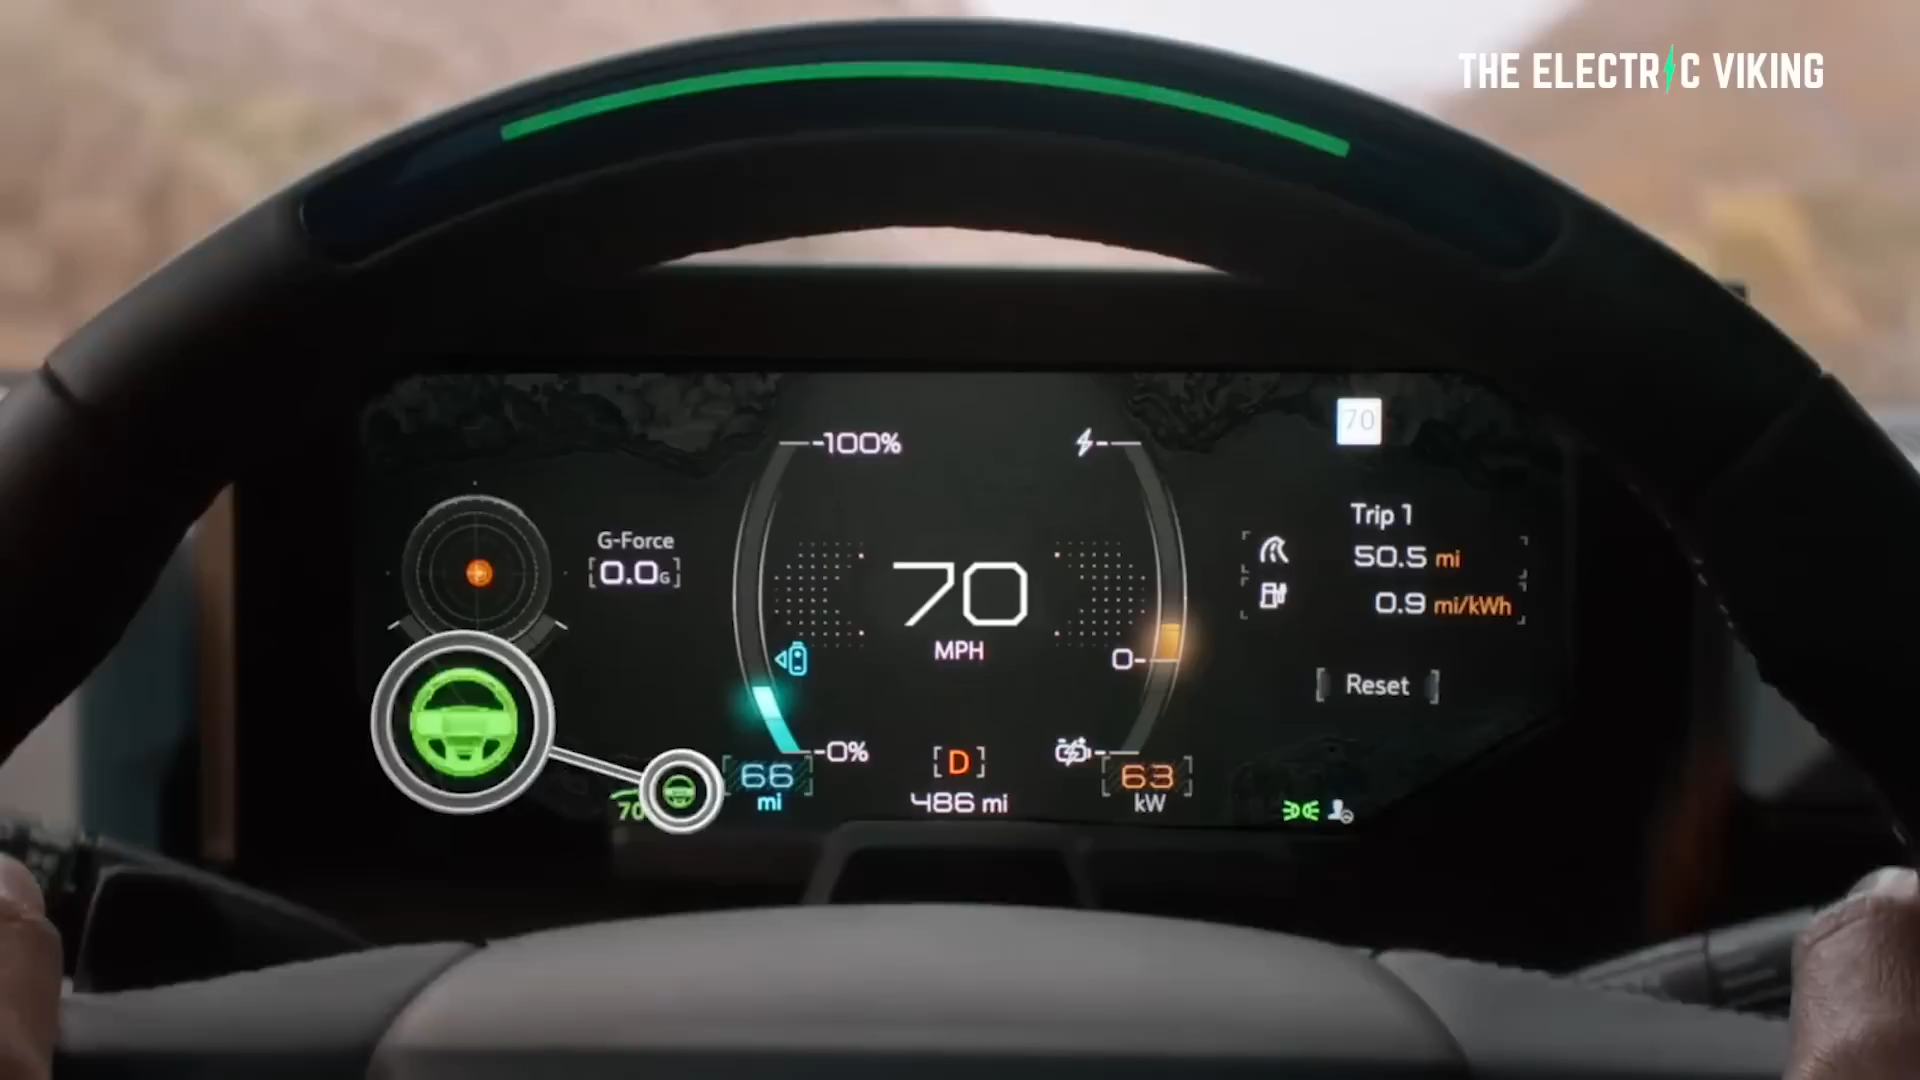 THE ELECTRIC VIKING
70
-100%
Trip 1
G-Force
0.0G
50.5 mi
70
MPH
0.9 mi/kWh
0-
Reset
-0%
D
66
mi
63
kW
486 mi
70